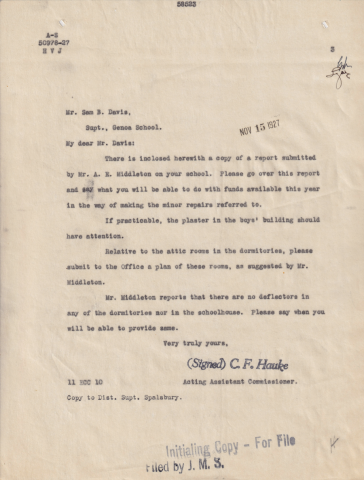 58593
A-S
50976-27
H V J
3
Mr. Sam B. Davis,
Supt., Genoa School.
NOV 15 1927
My dear Mr. Davis:
There is inclosed herewith a copy of a report submitted
by Mr. A. E. Middleton on your school. Please go over this report
and say what you will be able to do with funds available this year
in the way of making the minor repairs referred to.
If practicable, the plaster in the boys' building should
have attention.
Relative to the attic rooms in the dormitories, please
submit to the Office a plan of these rooms, as suggested by Mr.
Middleton.
Mr. Middleton reports that there are no deflectors in
any of the dormitories nor in the schoolhouse. Please say when you
will be able to provide same.
Very truly yours,
(Signed) C. F. Hauke
11 HCC 10
Acting Assistant Commissioner.
Copy to Dist. Supt. Spalsbury.
Initialing Copy - For File
Filed by J. M. S.